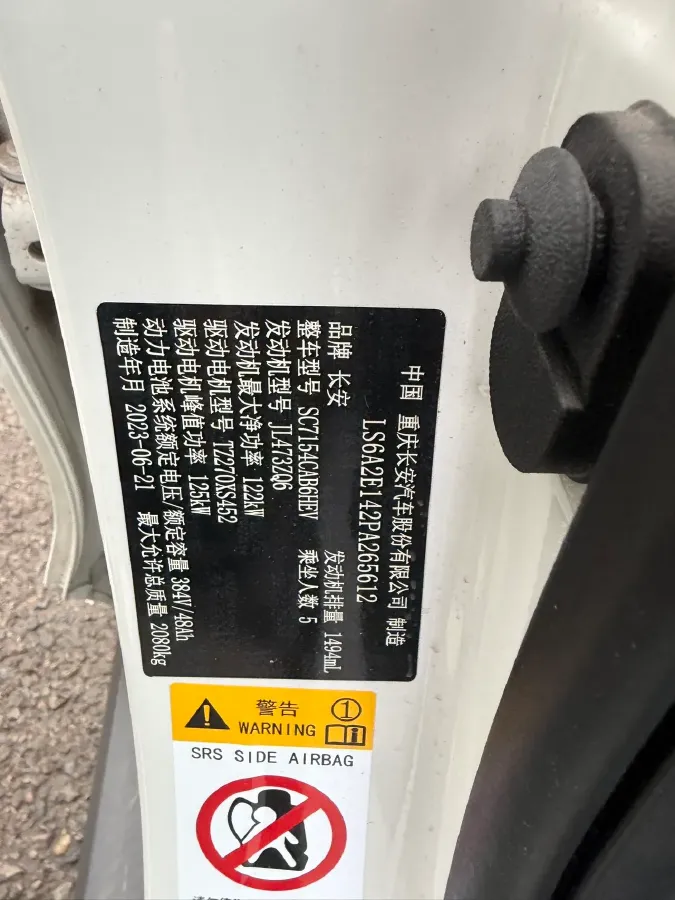 中国 重庆长安汽车股份有限公司 制造
LS6A2E142PA265612
品牌 长安
整车型号 SC7154CAB6HEV 发动机排量 1494mL
发动机型号 JL473ZQ6 乘坐人数 5
发动机最大净功率 122kW
驱动电机型号 TZ270XS452
驱动电机峰值功率 125kW
动力电池系统额定电压/额定容量 384V/48Ah
制造年月 2023-06-21 最大允许总质量 2080kg
警告 1
WARNING i
SRS SIDE AIRBAG